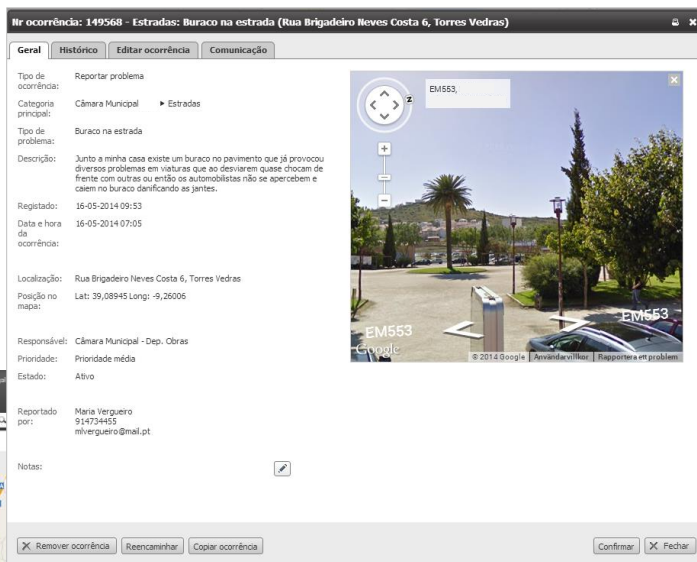 Nr ocorrência: 149568 - Estradas: Buraco na estrada (Rua Brigadeiro Neves Costa 6, Torres Vedras)
Geral Histórico Editar ocorrência Comunicação
Tipo de ocorrência: Reportar problema
Categoria principal: Câmara Municipal ▶ Estradas
Tipo de problema: Buraco na estrada
Descrição: Junto a minha casa existe um buraco no pavimento que já provocou
diversos problemas em viaturas que ao desviarem quase chocam de
frente com outras ou então os automobilistas não se apercebem e
caiem no buraco danificando as jantes.
Registado: 16-05-2014 09:53
Data e hora da ocorrência: 16-05-2014 07:05
Localização: Rua Brigadeiro Neves Costa 6, Torres Vedras
Posição no mapa: Lat: 39,08945 Long: -9,26006
Responsável: Câmara Municipal - Dep. Obras
Prioridade: Prioridade média
Estado: Ativo
Reportado por: Maria Vergueiro
914734455
mlvergueiro@mail.pt
Notas:
EM553,
EM553
EM553
Google
© 2014 Google Användarvillkor Rapportera ett problem
Remover ocorrência Reencaminhar Copiar ocorrência Confirmar Fechar